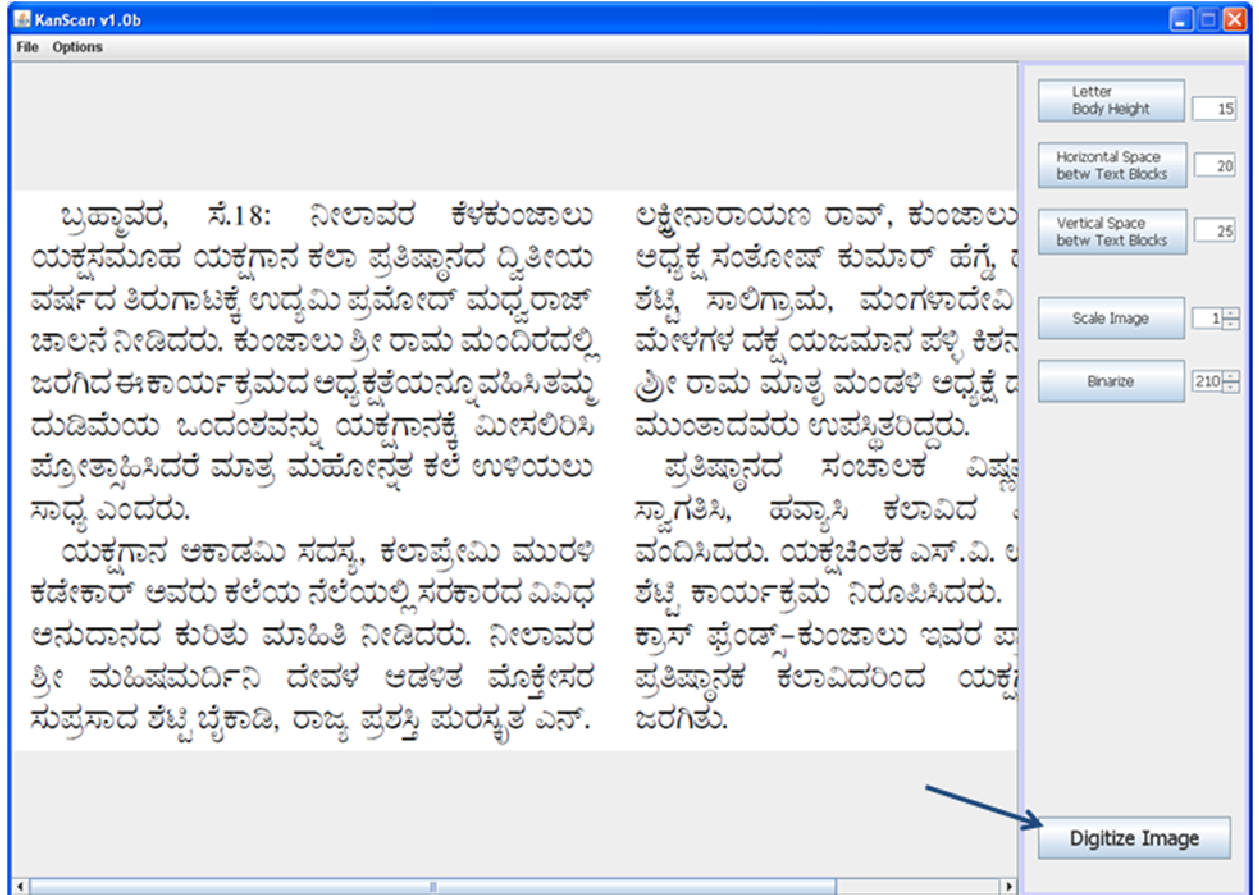 KanScan v1.0b
File Options
ಬ್ರಹ್ಮಾವರ, ಸೆ.18: ನೀಲಾವರ ಕೆಳಕುಂಜಾಲು
ಯಕ್ಷಸಮೂಹ ಯಕ್ಷಗಾನ ಕಲಾ ಪ್ರತಿಷ್ಠಾನದ ದ್ವಿತೀಯ
ವರ್ಷದ ತಿರುಗಾಟಕ್ಕೆ ಉದ್ಯಮಿ ಪ್ರಮೋದ್ ಮಧ್ವರಾಜ್
ಚಾಲನೆ ನೀಡಿದರು. ಕುಂಜಾಲು ಶ್ರೀ ರಾಮ ಮಂದಿರದಲ್ಲಿ
ಜರಗಿದ ಈ ಕಾರ್ಯಕ್ರಮದ ಅಧ್ಯಕ್ಷತೆಯನ್ನೂ ವಹಿಸಿ ತಮ್ಮ
ದುಡಿಮೆಯ ಒಂದಂಶವನ್ನು ಯಕ್ಷಗಾನಕ್ಕೆ ಮೀಸಲಿರಿಸಿ
ಪ್ರೋತ್ಸಾಹಿಸಿದರೆ ಮಾತ್ರ ಮಹೋನ್ನತ ಕಲೆ ಉಳಿಯಲು
ಸಾಧ್ಯ ಎಂದರು.
ಯಕ್ಷಗಾನ ಅಕಾಡಮಿ ಸದಸ್ಯ, ಕಲಾಪ್ರೇಮಿ ಮುರಳಿ
ಕಡೇಕಾರ್ ಅವರು ಕಲೆಯ ನೆಲೆಯಲ್ಲಿ ಸರಕಾರದ ವಿವಿಧ
ಅನುದಾನದ ಕುರಿತು ಮಾಹಿತಿ ನೀಡಿದರು. ನೀಲಾವರ
ಶ್ರೀ ಮಹಿಷಮರ್ದಿನಿ ದೇವಳ ಆಡಳಿತ ಮೊಕ್ತೇಸರ
ಸುಪ್ರಸಾದ ಶೆಟ್ಟಿ ಬೈಕಾಡಿ, ರಾಜ್ಯ ಪ್ರಶಸ್ತಿ ಪುರಸ್ಕೃತ ಎನ್.
ಲಕ್ಷ್ಮೀನಾರಾಯಣ ರಾವ್, ಕುಂಜಾಲು
ಅಧ್ಯಕ್ಷ ಸಂತೋಷ್ ಕುಮಾರ್ ಹೆಗ್ಡೆ,
ಶೆಟ್ಟಿ, ಸಾಲಿಗ್ರಾಮ, ಮಂಗಳಾದೇವಿ
ಮೇಳಗಳ ದಕ್ಷ ಯಜಮಾನ ಪಳ್ಳಿ ಕಿಶನ
ಶ್ರೀ ರಾಮ ಮಾತೃ ಮಂಡಳಿ ಅಧ್ಯಕ್ಷೆ
ಮುಂತಾದವರು ಉಪಸ್ಥಿತರಿದ್ದರು.
ಪ್ರತಿಷ್ಠಾನದ ಸಂಚಾಲಕ
ಸ್ವಾಗತಿಸಿ, ಹವ್ಯಾಸಿ ಕಲಾವಿದ
ವಂದಿಸಿದರು. ಯಕ್ಷಚಿಂತಕ ಎಸ್.ವಿ.
ಶೆಟ್ಟಿ ಕಾರ್ಯಕ್ರಮ ನಿರೂಪಿಸಿದರು.
ಕ್ರಾಸ್ ಫ್ರೆಂಡ್ಸ್-ಕುಂಜಾಲು ಇವರ
ಪ್ರತಿಷ್ಠಾನಕ ಕಲಾವಿದರಿಂದ
ಜರಗಿತು.
Letter
Body Height 15
Horizontal Space
betw Text Blocks 20
Vertical Space
betw Text Blocks 25
Scale Image 1
Binarize 210
Digitize Image